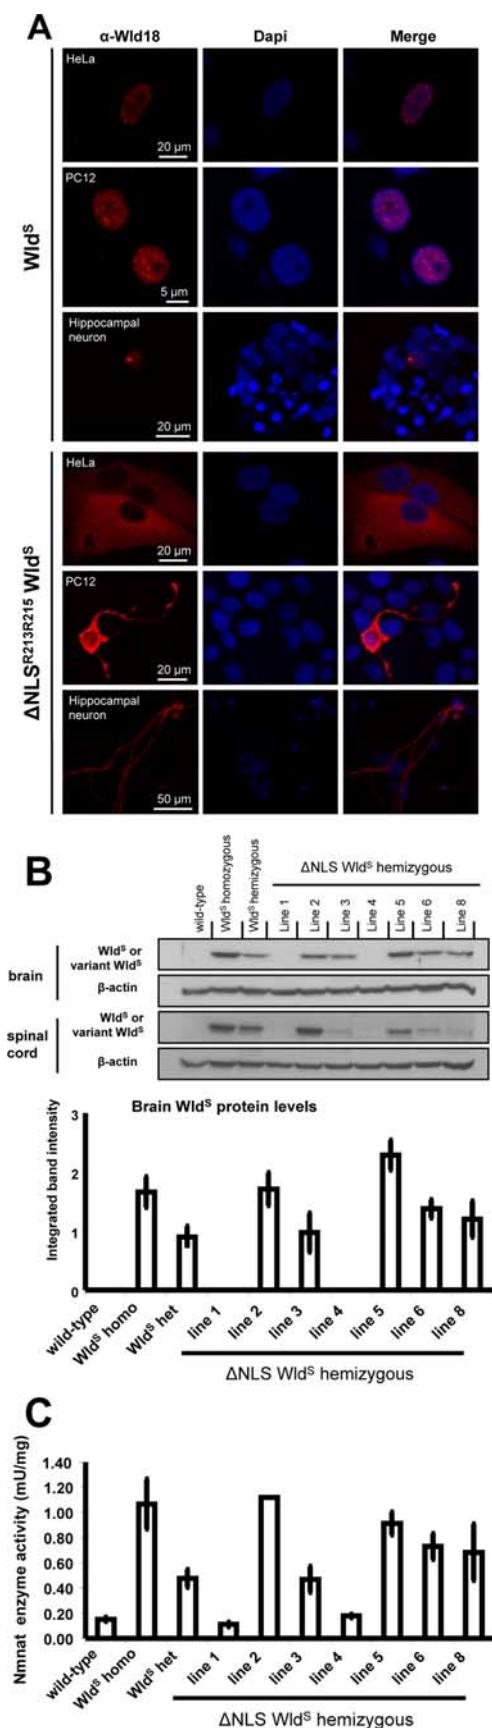 A
α-Wld18 Dapi Merge
Wldˢ
HeLa
20 µm
PC12
5 µm
Hippocampal
neuron
20 µm
ΔNLSᴿ²¹³ᴿ²¹⁵ Wldˢ
HeLa
20 µm
PC12
20 µm
Hippocampal
neuron
50 µm
B
ΔNLS Wldˢ hemizygous
wild-type
Wldˢ homozygous
Wldˢ hemizygous
Line 1
Line 2
Line 3
Line 4
Line 5
Line 6
Line 8
brain
Wldˢ or
variant Wldˢ
β-actin
spinal
cord
Wldˢ or
variant Wldˢ
β-actin
Brain Wldˢ protein levels
Integrated band intensity
3
2
1
0
wild-type
Wldˢ homo
Wldˢ het
line 1
line 2
line 3
line 4
line 5
line 6
line 8
ΔNLS Wldˢ hemizygous
C
Nmnat enzyme activity (mU/mg)
1.40
1.20
1.00
0.80
0.60
0.40
0.20
0.00
wild-type
Wldˢ homo
Wldˢ het
line 1
line 2
line 3
line 4
line 5
line 6
line 8
ΔNLS Wldˢ hemizygous